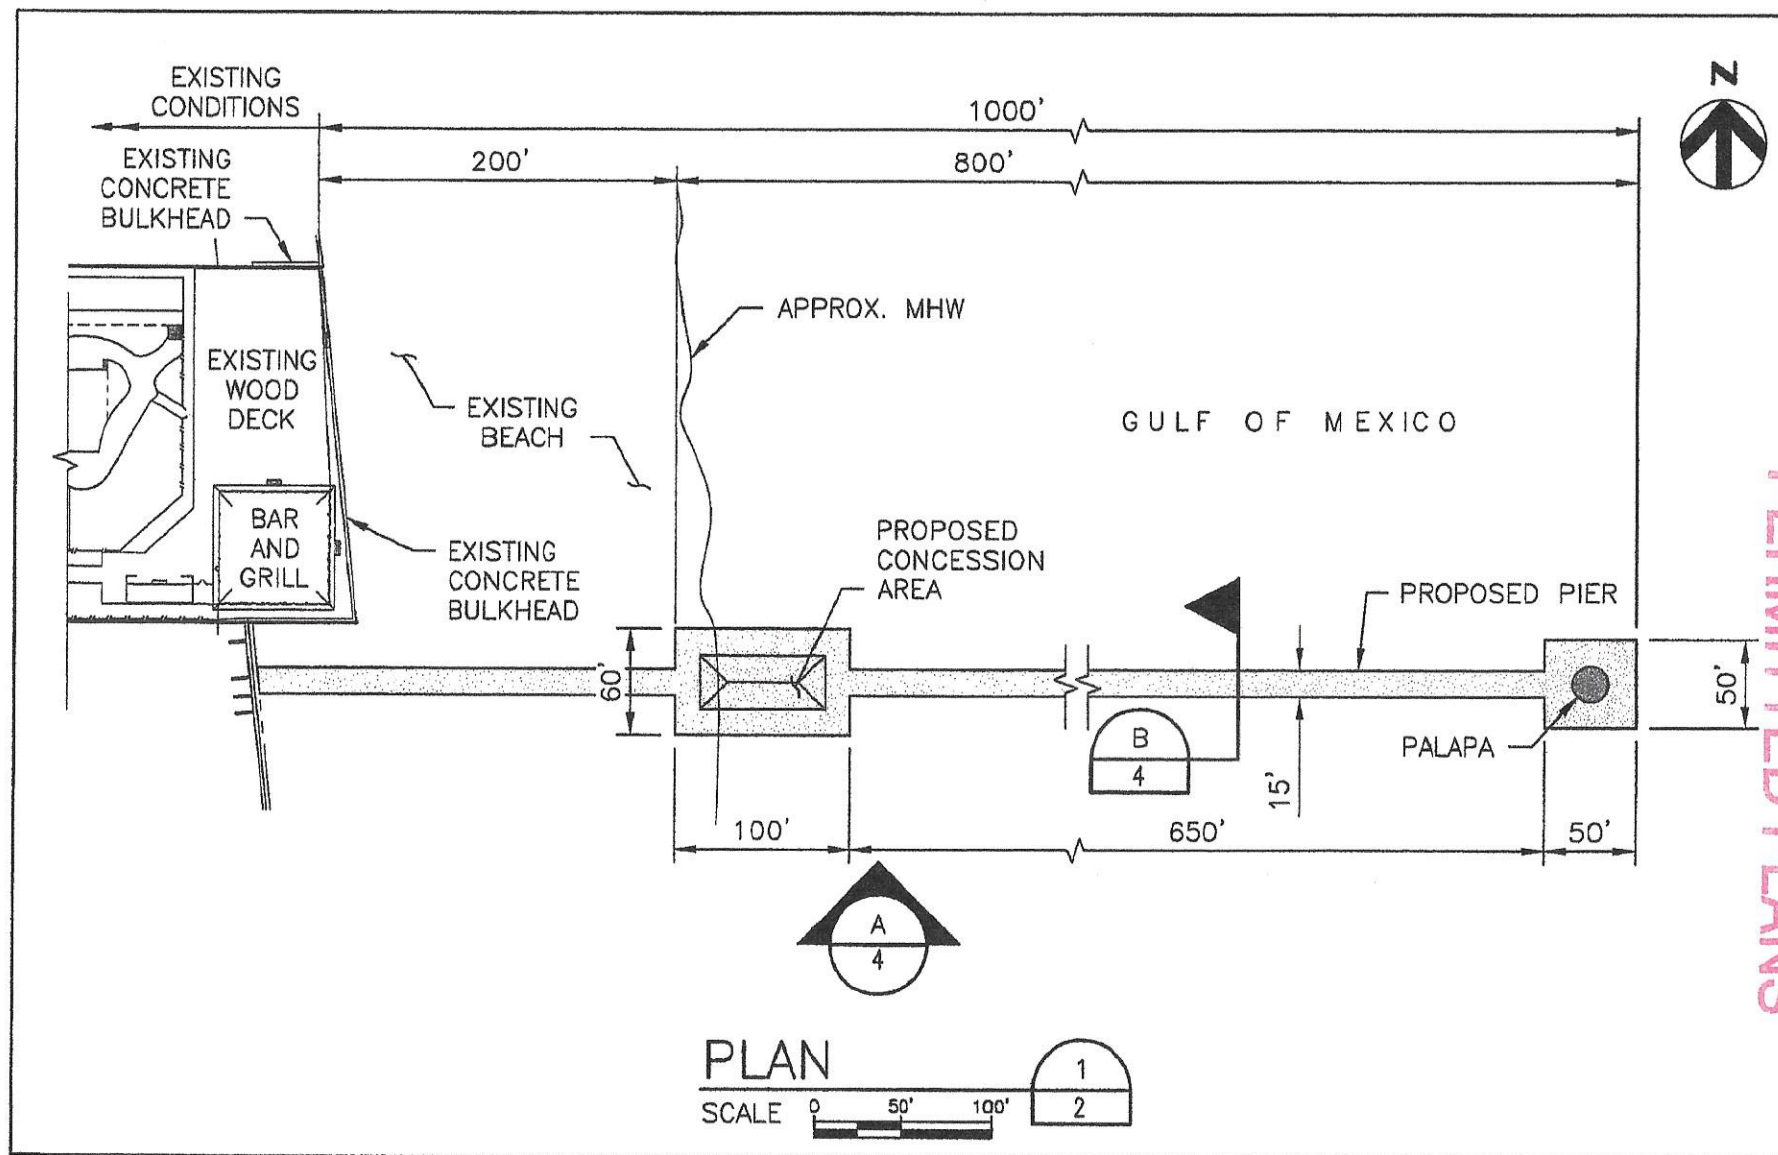 EXISTING
CONDITIONS
1000'
N
EXISTING
CONCRETE
BULKHEAD
200'
800'
APPROX. MHW
EXISTING
WOOD
DECK
EXISTING
BEACH
GULF OF MEXICO
BAR
AND
GRILL
EXISTING
CONCRETE
BULKHEAD
PROPOSED
CONCESSION
AREA
PROPOSED PIER
60'
50'
B
4
15'
PALAPA
100'
650'
50'
A
4
PLAN
1
2
SCALE 0 50' 100'
PLANS